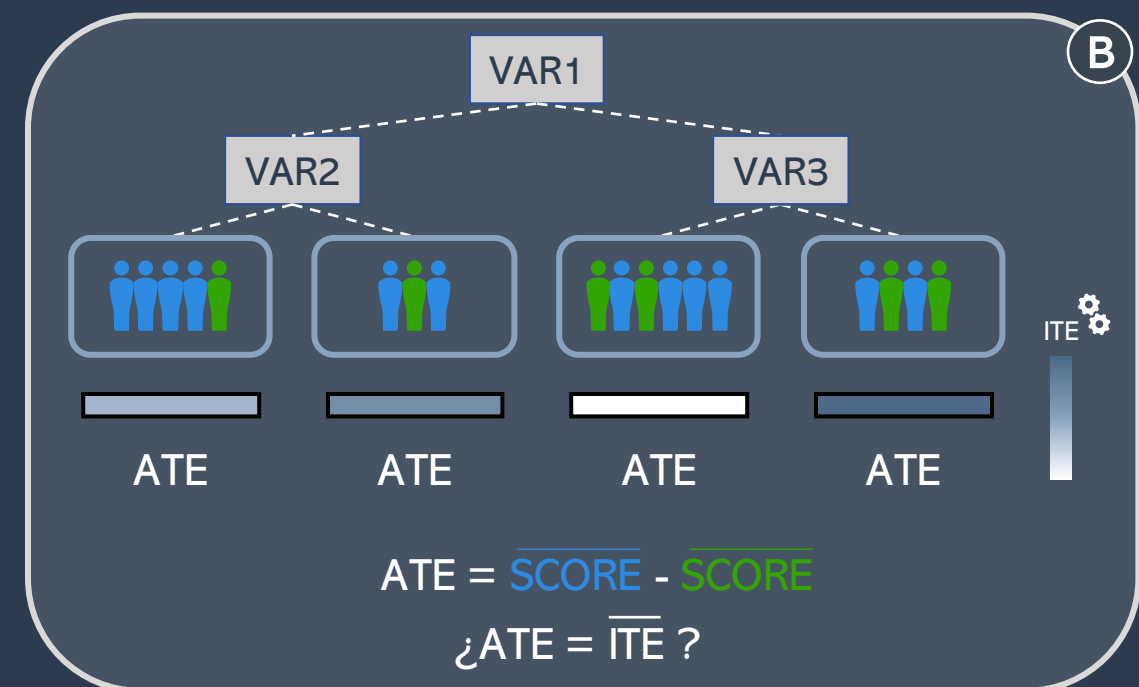 B
VAR1
VAR2
VAR3
ITE
ATE
ATE
ATE
ATE
ATE = SCORE - SCORE
¿ATE = ITE ?